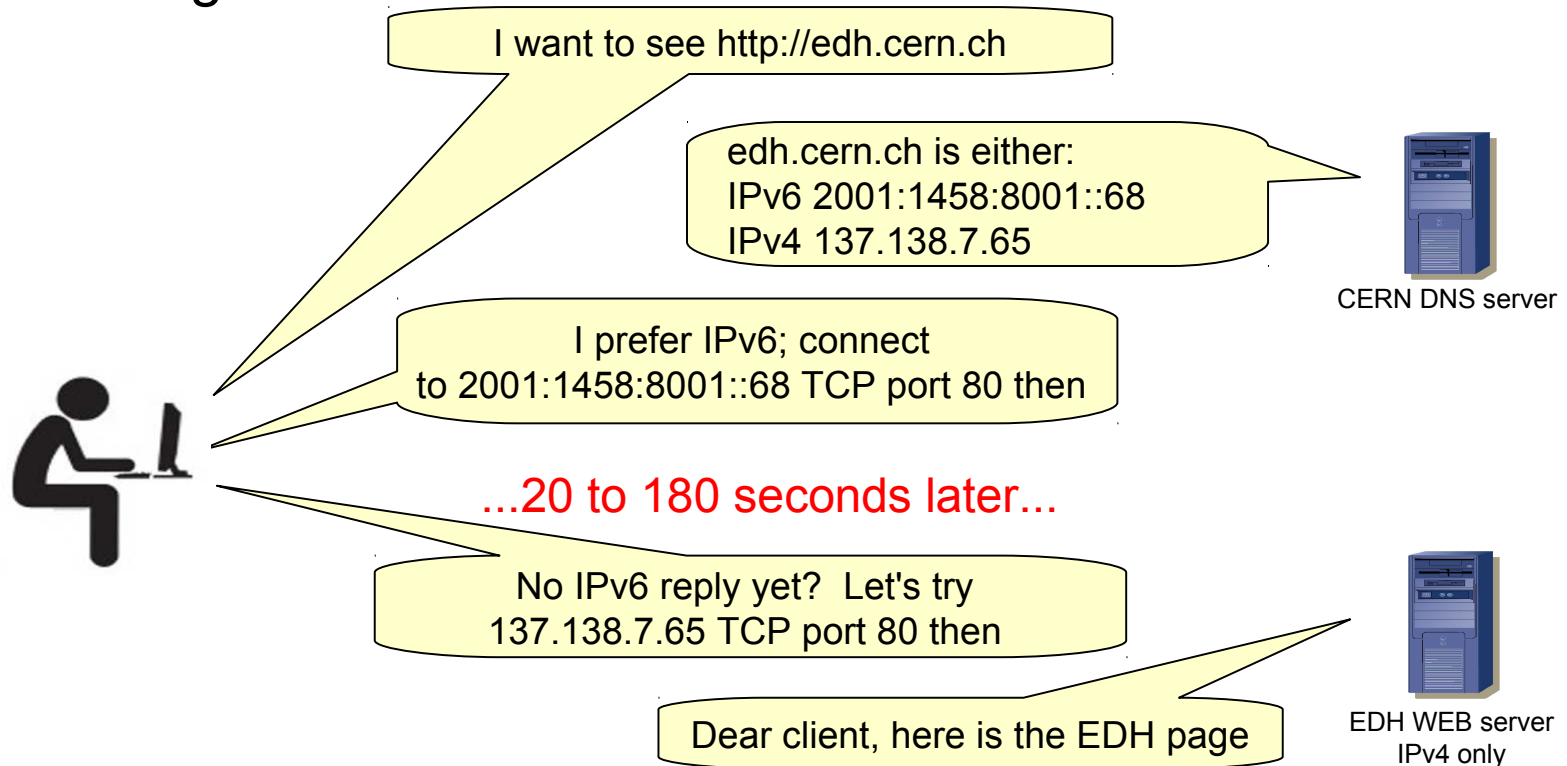 I want to see http://edh.cern.ch
edh.cern.ch is either:
IPv6 2001:1458:8001::68
IPv4 137.138.7.65
CERN DNS server
I prefer IPv6; connect
to 2001:1458:8001::68 TCP port 80 then
...20 to 180 seconds later...
No IPv6 reply yet?  Let's try
137.138.7.65 TCP port 80 then
Dear client, here is the EDH page
EDH WEB server
IPv4 only